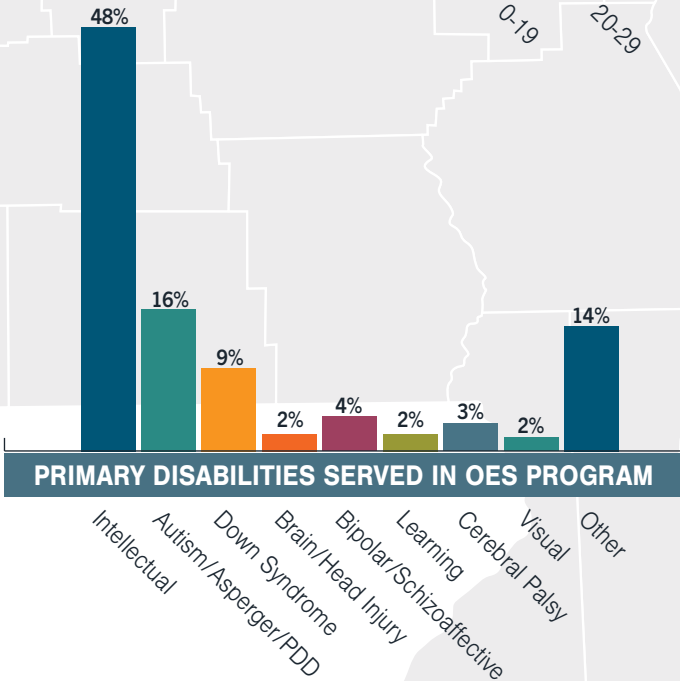 0-19
20-29
48%
16%
9%
2%
4%
2%
3%
2%
14%
PRIMARY DISABILITIES SERVED IN OES PROGRAM
Intellectual
Autism/Asperger/PDD
Down Syndrome
Brain/Head Injury
Bipolar/Schizoaffective
Learning
Cerebral Palsy
Visual
Other